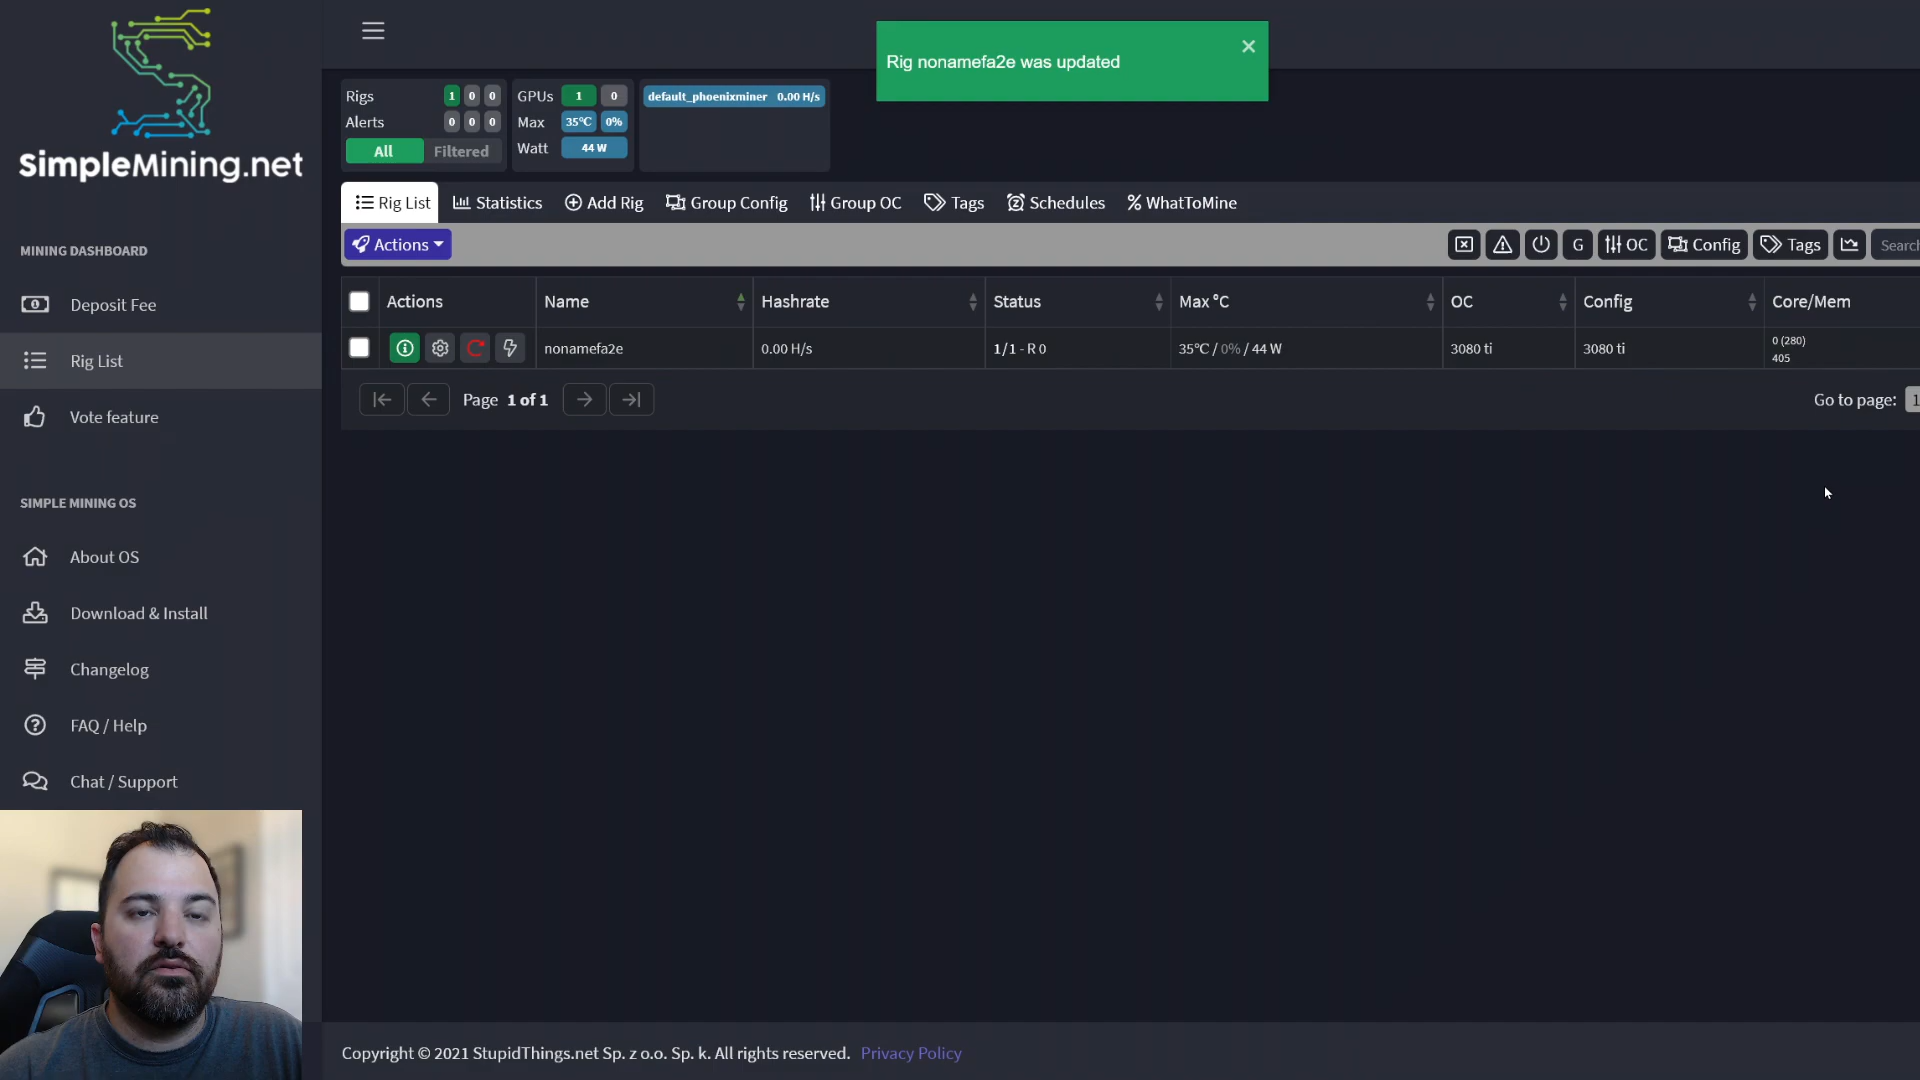 SimpleMining.net
Rig nonamefa2e was updated
Rigs 1 0 0
Alerts 0 0 0
All Filtered
GPUs 1 0
Max 35°C 0%
Watt 44 W
default_phoenixminer 0.00 H/s
Rig List Statistics Add Rig Group Config Group OC Tags Schedules WhatToMine
Actions G OC Config Tags Search
Actions Name Hashrate Status Max °C OC Config Core/Mem
nonamefa2e 0.00 H/s 1/1 - R 0 35°C / 0% / 44 W 3080 ti 3080 ti 0 (280)
405
Page 1 of 1 Go to page: 1
MINING DASHBOARD
Deposit Fee
Rig List
Vote feature
SIMPLE MINING OS
About OS
Download & Install
Changelog
FAQ / Help
Chat / Support
Copyright © 2021 StupidThings.net Sp. z o.o. Sp. k. All rights reserved. Privacy Policy